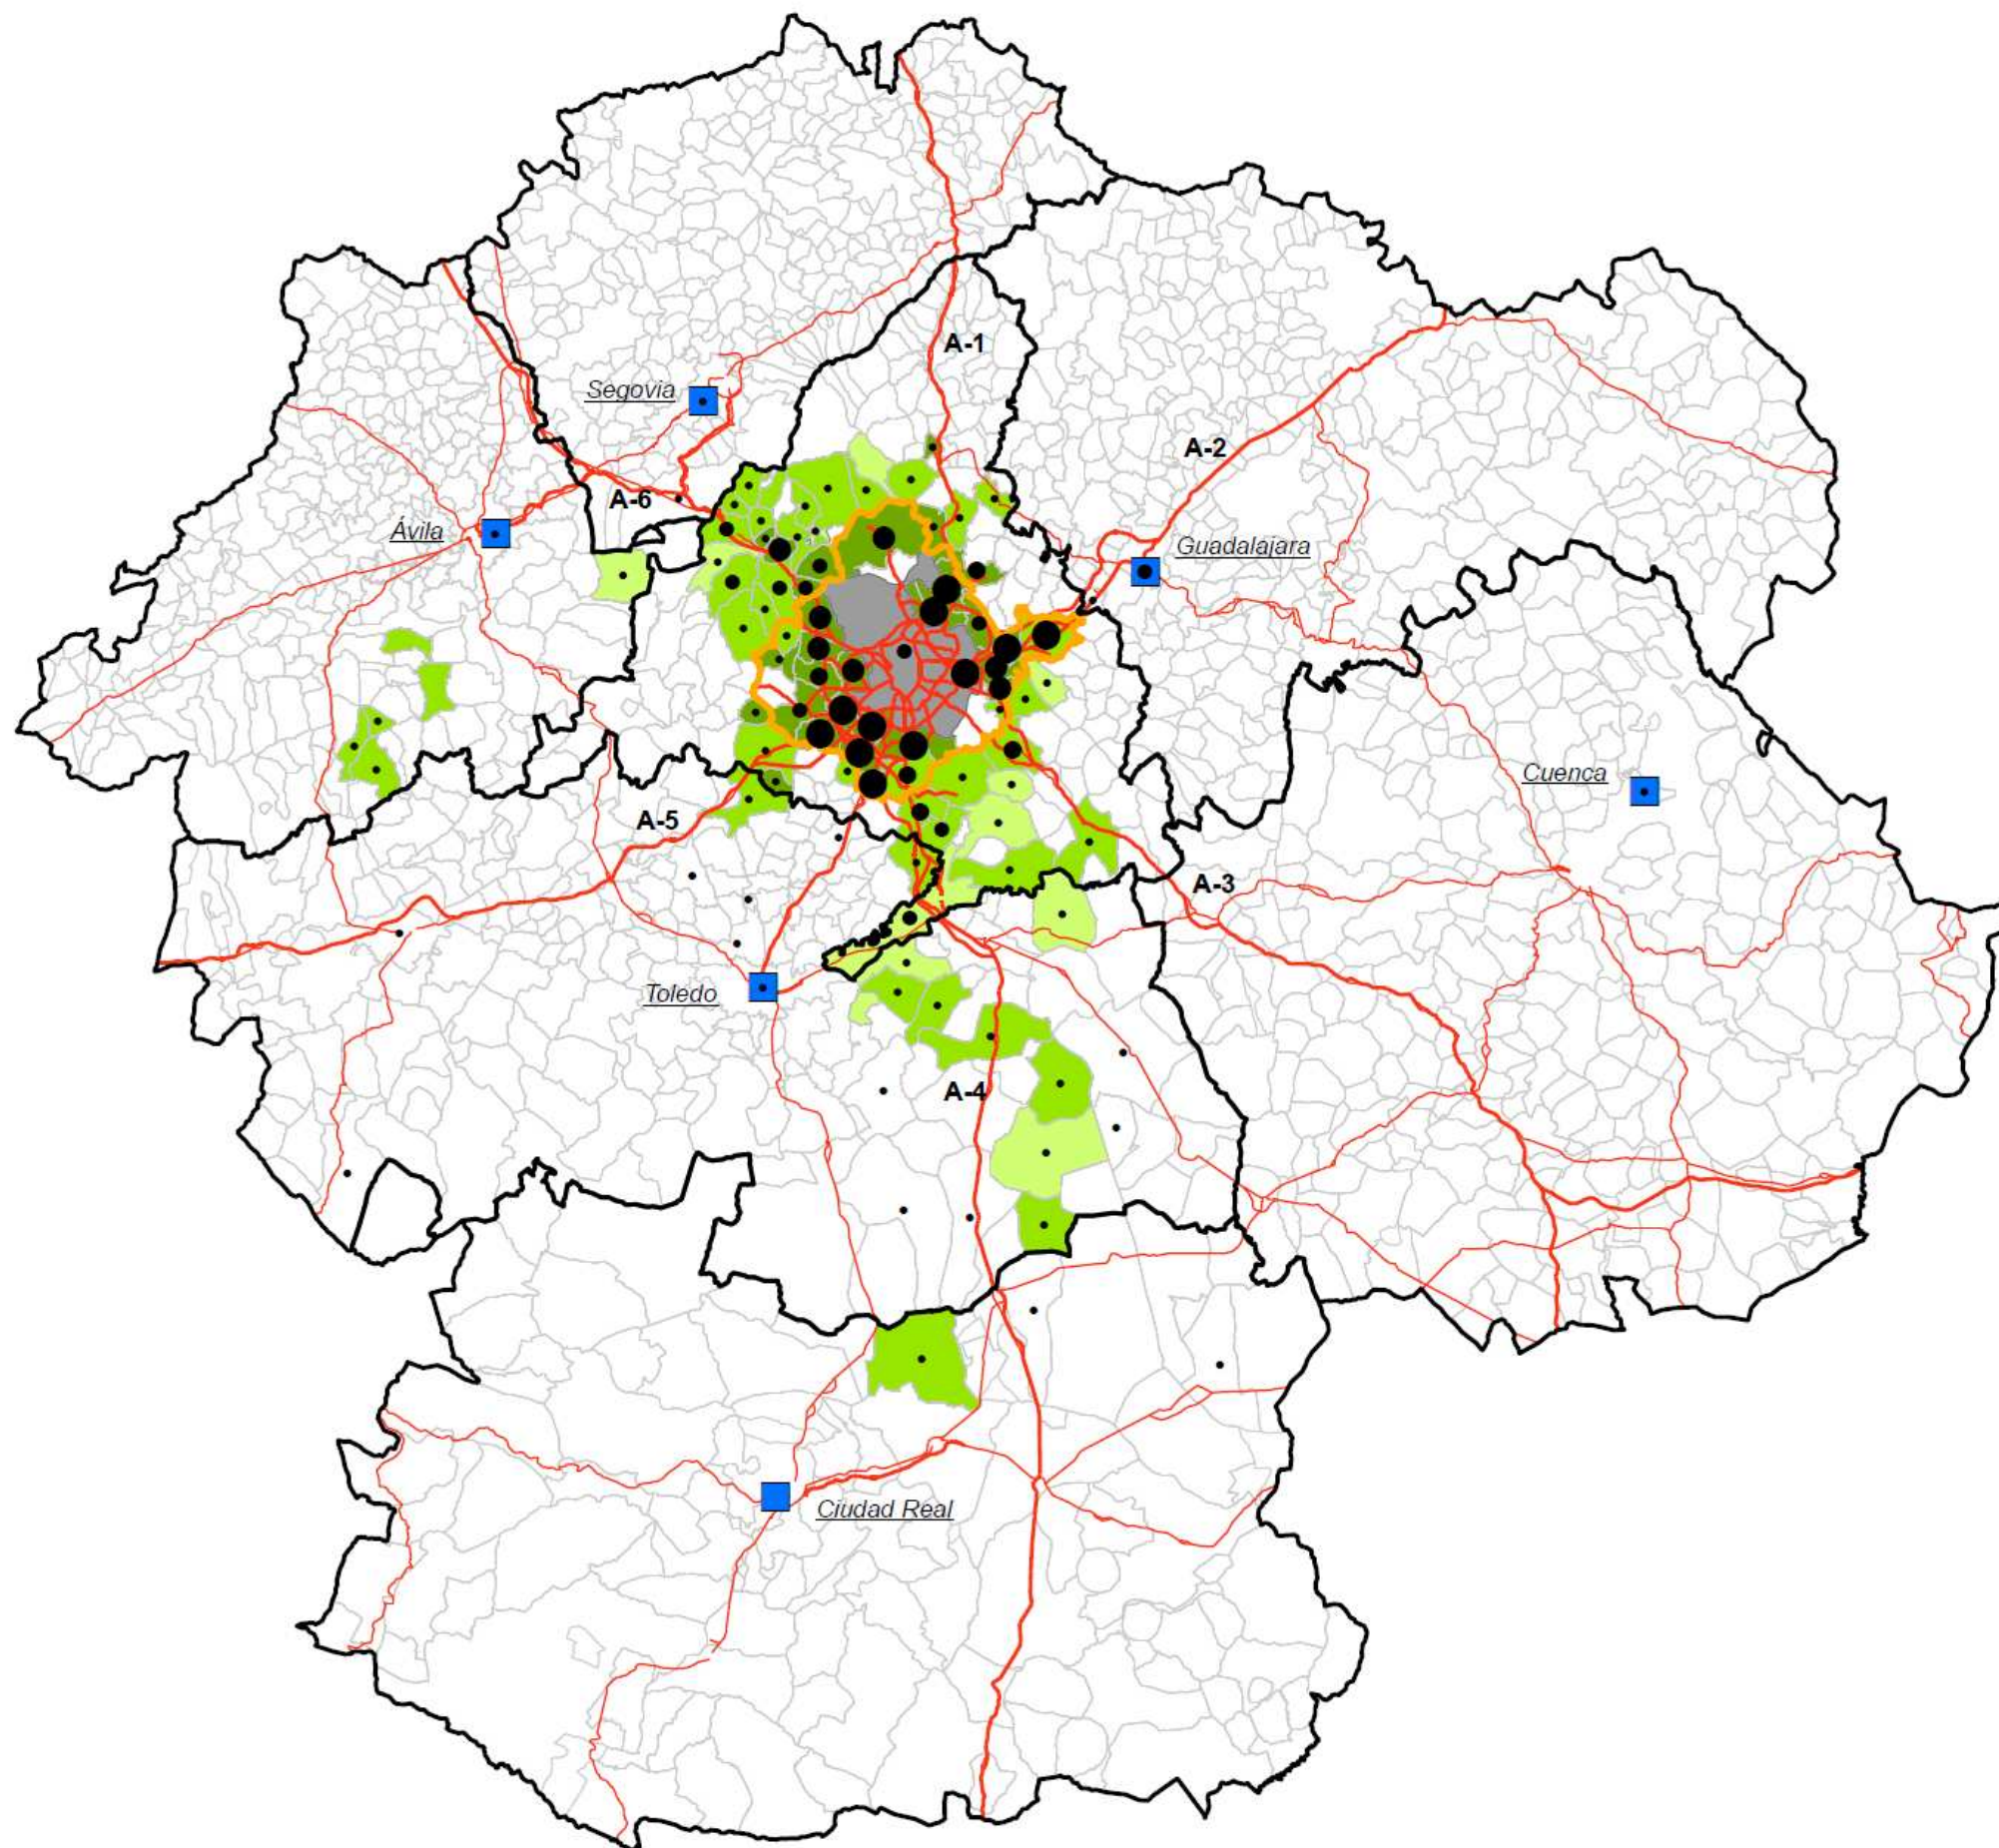 A-1
Segovia
A-2
A-6
Ávila
Guadalajara
Cuenca
A-5
A-3
Toledo
A-4
Ciudad Real